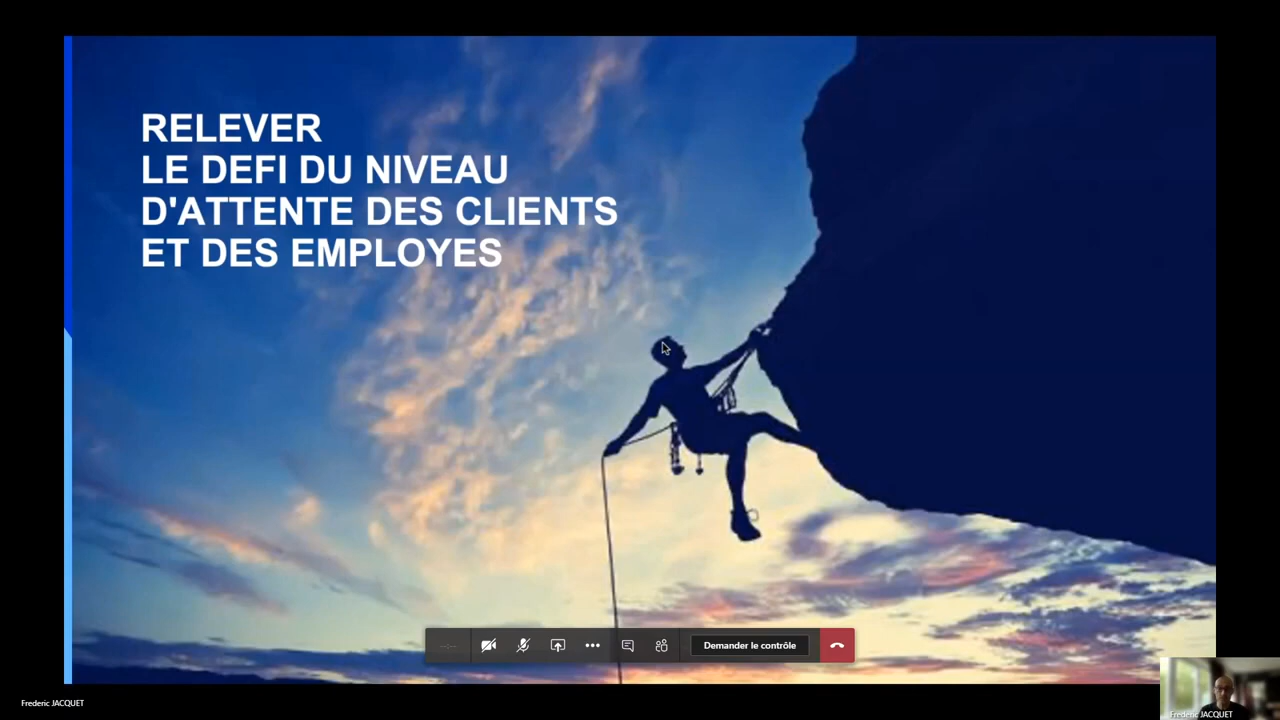 RELEVER
LE DEFI DU NIVEAU
D'ATTENTE DES CLIENTS
ET DES EMPLOYES
Demander le contrôle
Frederic JACQUET
Frederic JACQUET